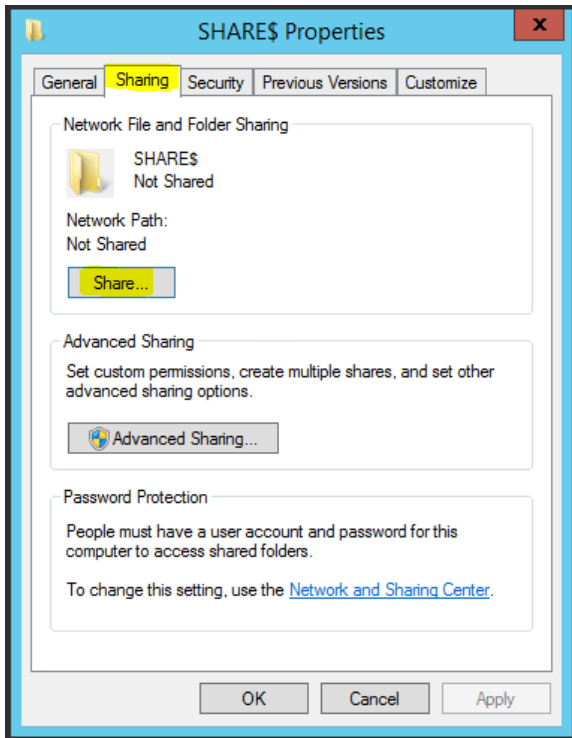 SHARE$ Properties
x
General Sharing Security Previous Versions Customize
Network File and Folder Sharing
SHARE$
Not Shared
Network Path:
Not Shared
Share...
Advanced Sharing
Set custom permissions, create multiple shares, and set other
advanced sharing options.
Advanced Sharing...
Password Protection
People must have a user account and password for this
computer to access shared folders.
To change this setting, use the Network and Sharing Center.
OK Cancel Apply